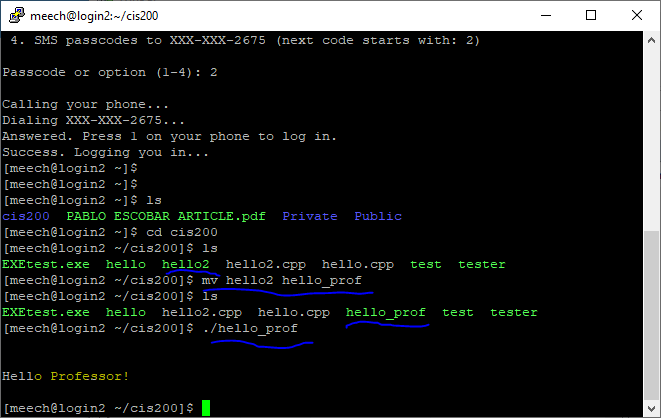 meech@login2:~/cis200
4. SMS passcodes to XXX-XXX-2675 (next code starts with: 2)
Passcode or option (1-4): 2
Calling your phone...
Dialing XXX-XXX-2675...
Answered. Press 1 on your phone to log in.
Success. Logging you in...
[meech@login2 ~]$
[meech@login2 ~]$
[meech@login2 ~]$ ls
cis200  PABLO ESCOBAR ARTICLE.pdf  Private  Public
[meech@login2 ~]$ cd cis200
[meech@login2 ~/cis200]$ ls
EXEtest.exe  hello  hello2  hello2.cpp  hello.cpp  test  tester
[meech@login2 ~/cis200]$ mv hello2 hello_prof
[meech@login2 ~/cis200]$ ls
EXEtest.exe  hello  hello2.cpp  hello.cpp  hello_prof  test  tester
[meech@login2 ~/cis200]$ ./hello_prof
Hello Professor!
[meech@login2 ~/cis200]$